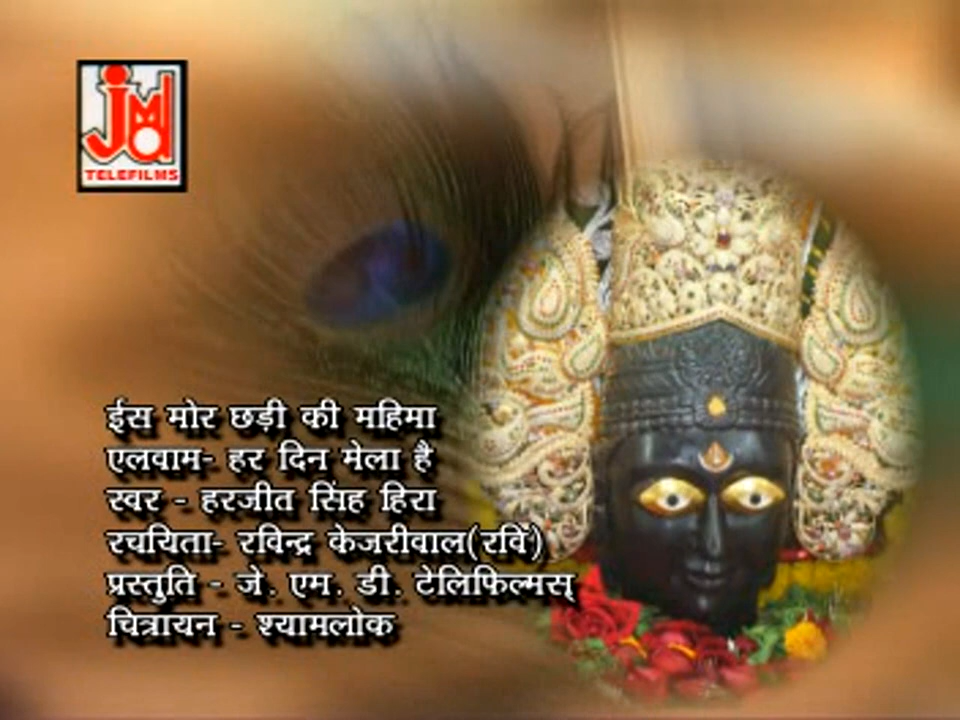 JMD
TELEFILMS
ईस मोर छड़ी की महिमा
एलवाम- हर दिन मेला है
स्वर - हरजीत सिंह हिरा
रचयिता- रविन्द्र केजरीवाल(रविं)
प्रस्तुति - जे. एम. डी. टेलिफिल्मस्
चित्रायन - श्यामलोक